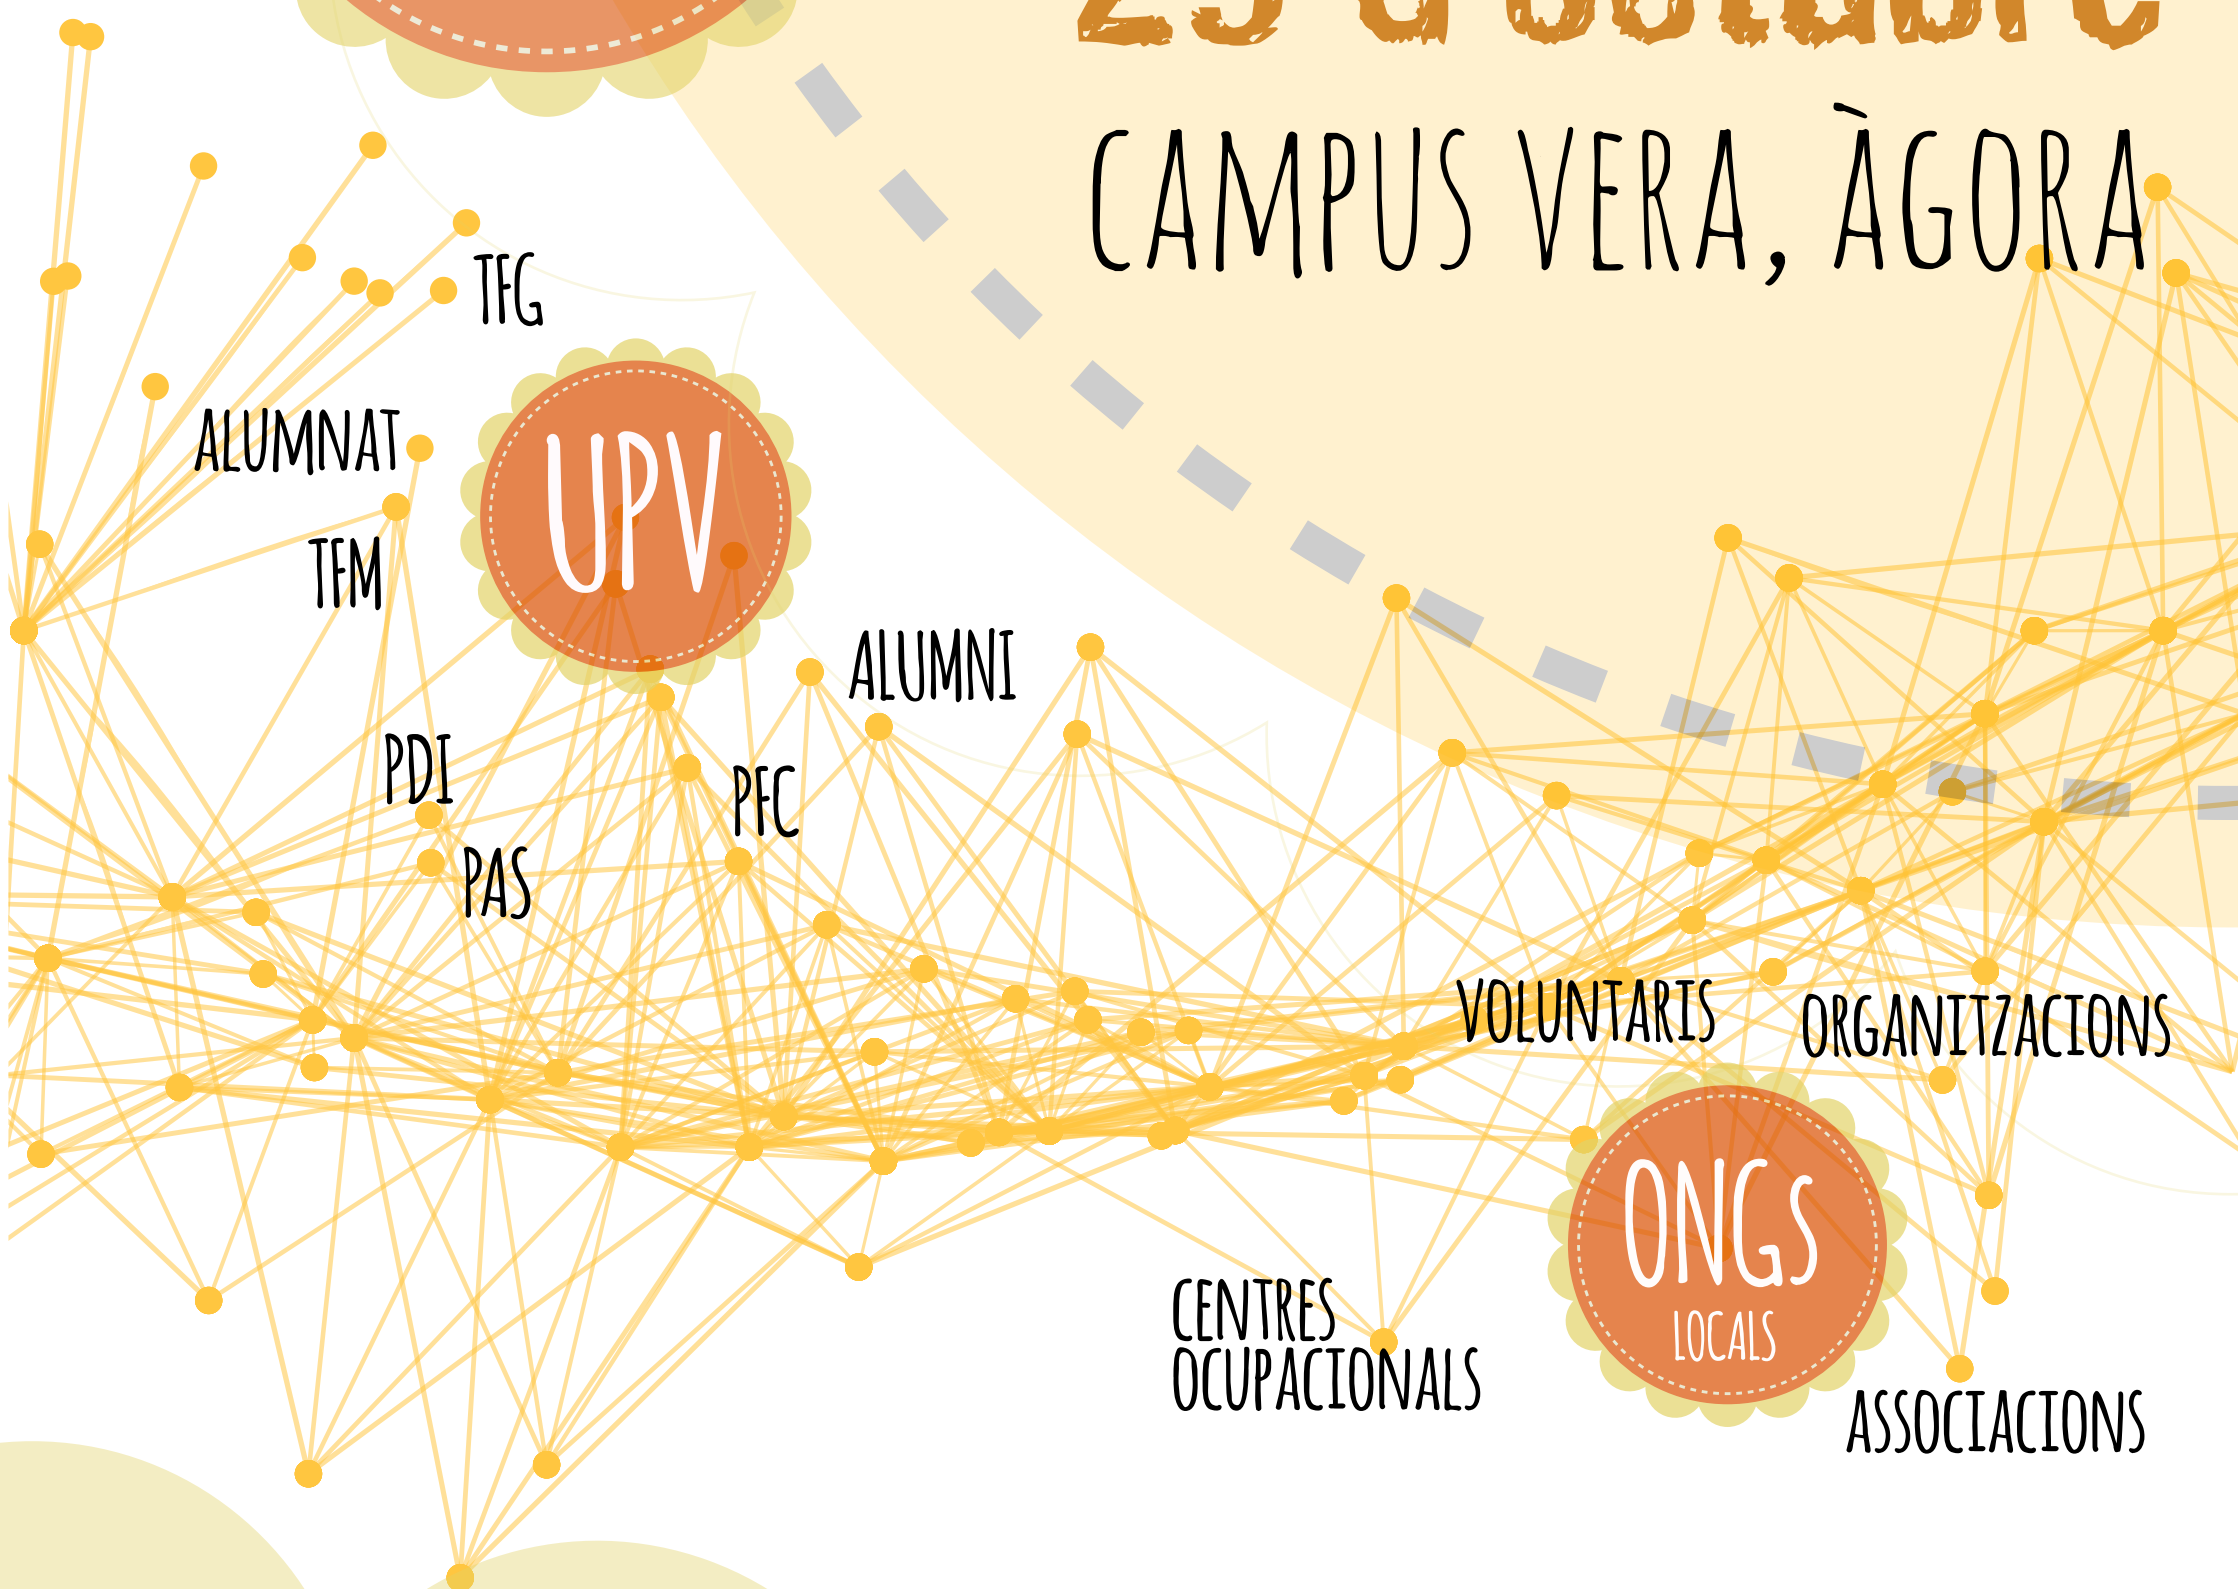 CAMPUS VERA, ÀGORA
TFG
ALUMNAT
UPV
TFM
ALUMNI
PDI
PFC
PAS
VOLUNTARIS
ORGANITZACIONS
ONGS
LOCALS
CENTRES
OCUPACIONALS
ASSOCIACIONS